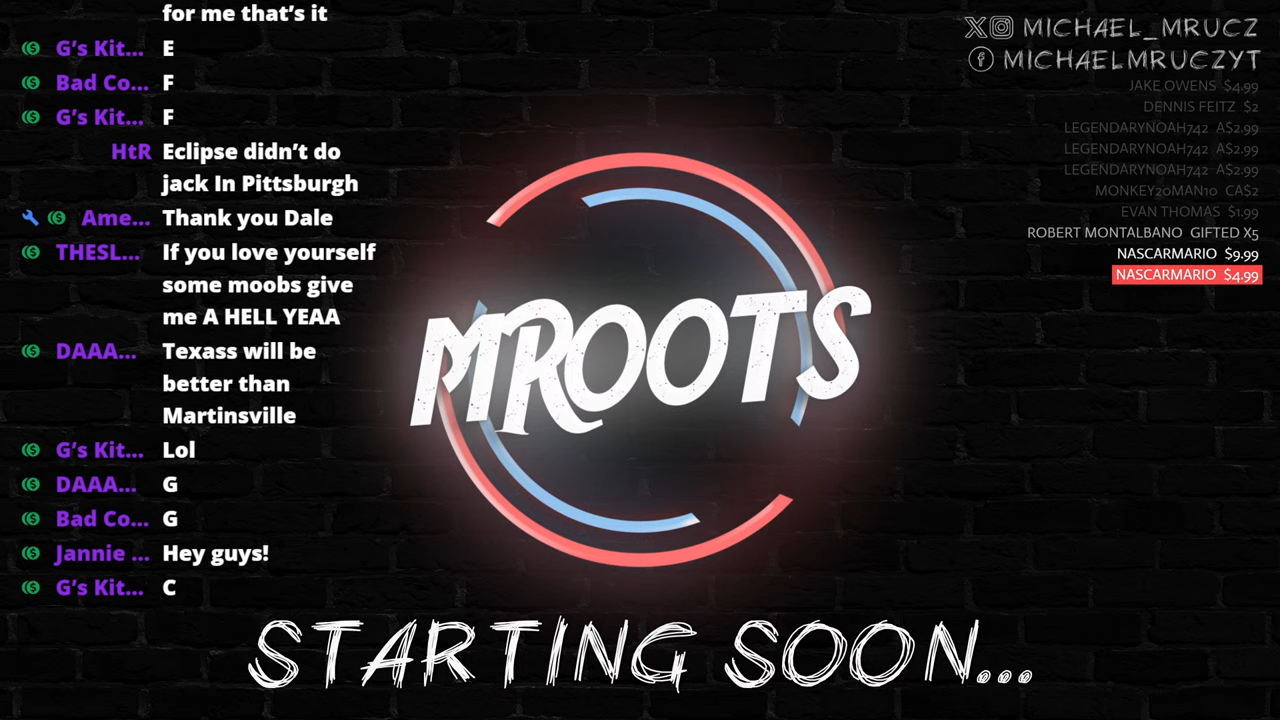 for me that's it
G's Kit... E
Bad Co... F
G's Kit... F
HtR Eclipse didn't do
jack In Pittsburgh
Ame... Thank you Dale
THESL... If you love yourself
some moobs give
me A HELL YEAA
DAAA... Texass will be
better than
Martinsville
G's Kit... Lol
DAAA... G
Bad Co... G
Jannie ... Hey guys!
G's Kit... C
MROOTS
STARTING SOON...
MICHAEL_MRUCZ
MICHAELMRUCZYT
JAKE OWENS $4.99
DENNIS FEITZ $2
LEGENDARYNOAH742 A$2.99
LEGENDARYNOAH742 A$2.99
LEGENDARYNOAH742 A$2.99
MONKEY20MAN10 CA$2
EVAN THOMAS $1.99
ROBERT MONTALBANO GIFTED X5
NASCARMARIO $9.99
NASCARMARIO $4.99